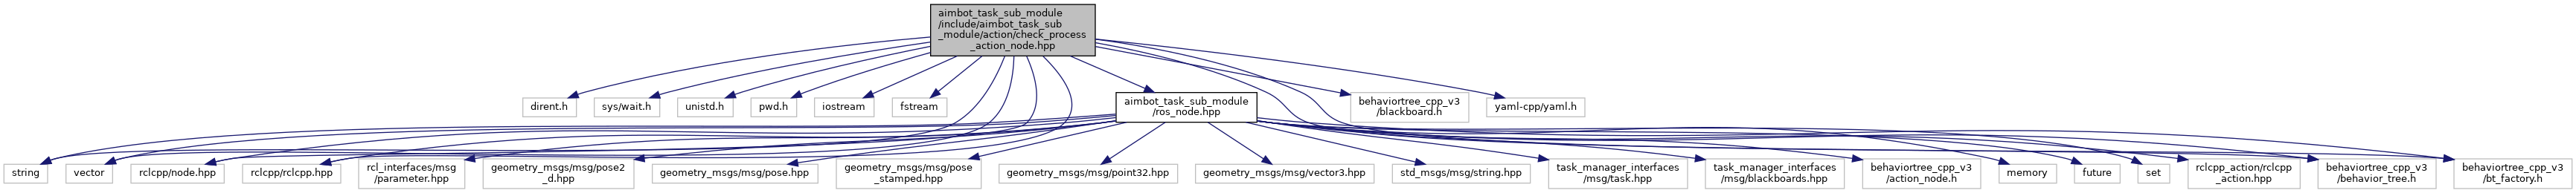 aimbot_task_sub_module
/include/aimbot_task_sub
_module/action/check_process
_action_node.hpp
dirent.h
sys/wait.h
unistd.h
pwd.h
iostream
fstream
aimbot_task_sub_module
/ros_node.hpp
behaviortree_cpp_v3
/blackboard.h
yaml-cpp/yaml.h
string
vector
rclcpp/node.hpp
rclcpp/rclcpp.hpp
rcl_interfaces/msg
/parameter.hpp
geometry_msgs/msg/pose2
_d.hpp
geometry_msgs/msg/pose.hpp
geometry_msgs/msg/pose
_stamped.hpp
geometry_msgs/msg/point32.hpp
geometry_msgs/msg/vector3.hpp
std_msgs/msg/string.hpp
task_manager_interfaces
/msg/task.hpp
task_manager_interfaces
/msg/blackboards.hpp
behaviortree_cpp_v3
/action_node.h
memory
future
set
rclcpp_action/rclcpp
_action.hpp
behaviortree_cpp_v3
/behavior_tree.h
behaviortree_cpp_v3
/bt_factory.h